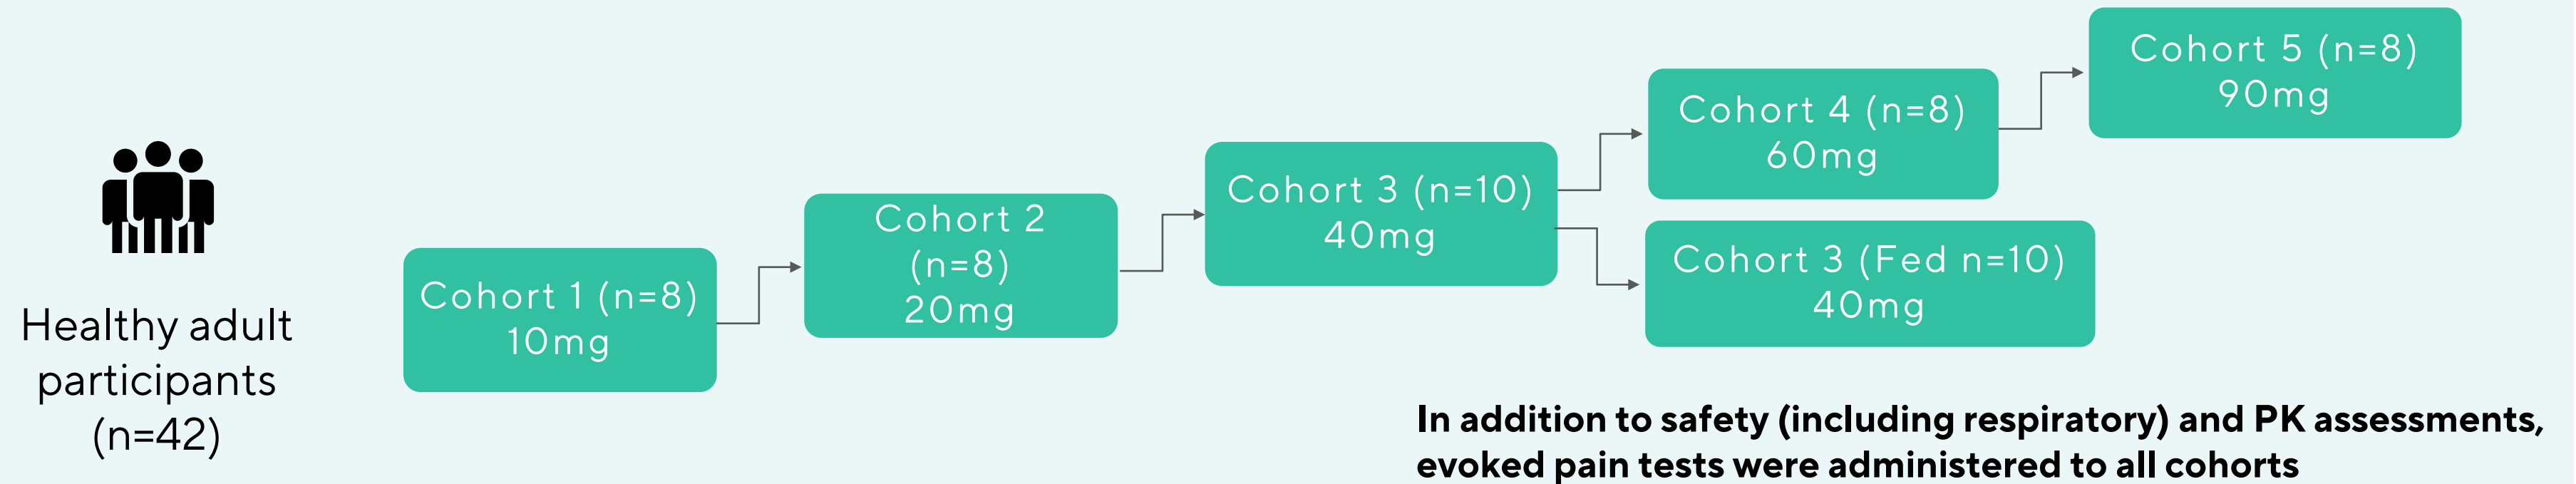 Healthy adult
participants
(n=42)
Cohort 1 (n=8)
10mg
Cohort 2
(n=8)
20mg
Cohort 3 (n=10)
40mg
Cohort 4 (n=8)
60mg
Cohort 3 (Fed n=10)
40mg
Cohort 5 (n=8)
90mg
In addition to safety (including respiratory) and PK assessments,
evoked pain tests were administered to all cohorts